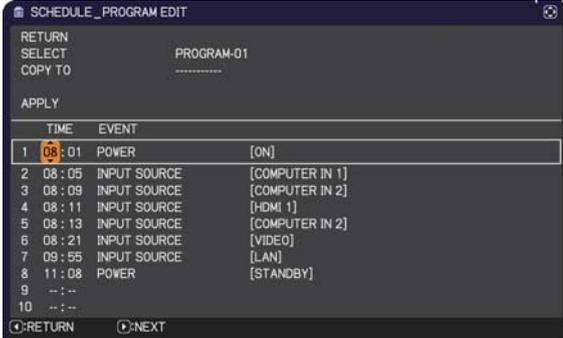 SCHEDULE_PROGRAM EDIT
RETURN
SELECT PROGRAM-01
COPY TO -----------
APPLY
TIME EVENT
1 08 : 01 POWER [ON]
2 08 : 05 INPUT SOURCE [COMPUTER IN 1]
3 08 : 09 INPUT SOURCE [COMPUTER IN 2]
4 08 : 11 INPUT SOURCE [HDMI 1]
5 08 : 13 INPUT SOURCE [COMPUTER IN 2]
6 08 : 21 INPUT SOURCE [VIDEO]
7 09 : 55 INPUT SOURCE [LAN]
8 11 : 08 POWER [STANDBY]
9 -- : --
10 -- : --
:RETURN :NEXT